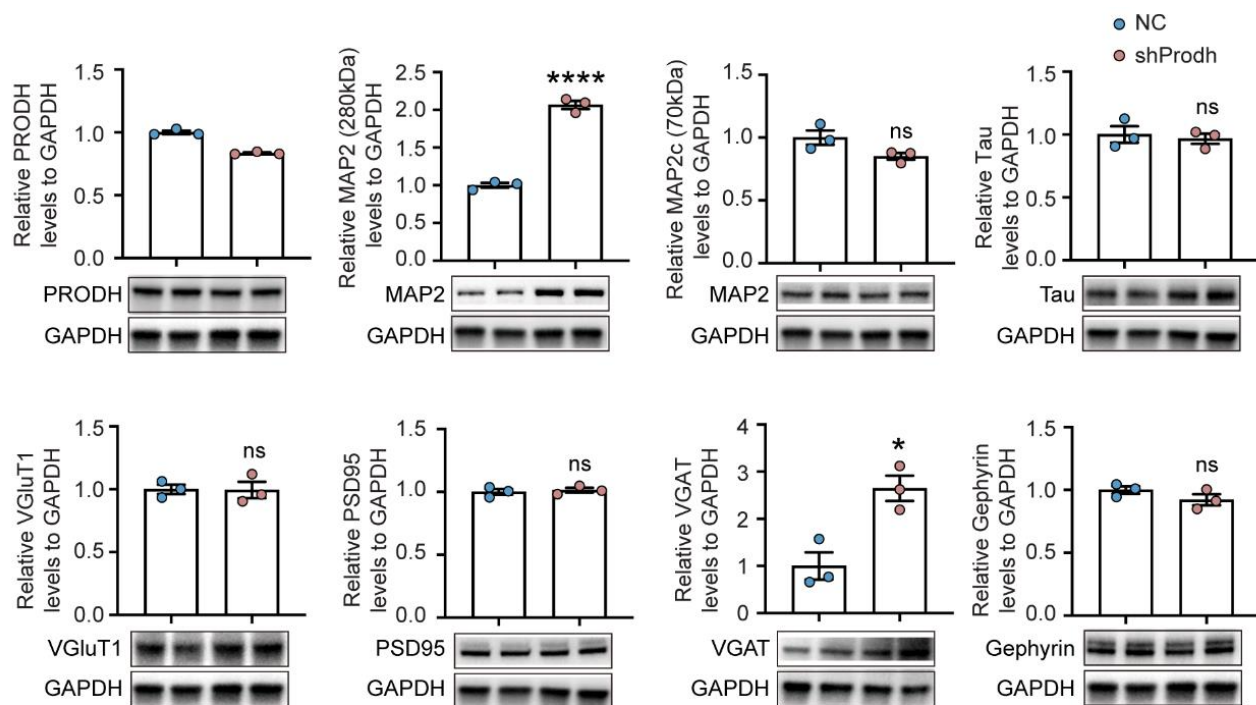 NC
shProdh
Relative PRODH
levels to GAPDH
1.5
1.0
0.5
0.0
PRODH
GAPDH
Relative MAP2 (280kDa)
levels to GAPDH
2.5
2.0
1.5
1.0
0.5
0.0
****
MAP2
GAPDH
Relative MAP2c (70kDa)
levels to GAPDH
1.5
1.0
0.5
0.0
ns
MAP2
GAPDH
Relative Tau
levels to GAPDH
1.5
1.0
0.5
0.0
ns
Tau
GAPDH
Relative VGluT1
levels to GAPDH
1.5
1.0
0.5
0.0
ns
VGluT1
GAPDH
Relative PSD95
levels to GAPDH
1.5
1.0
0.5
0.0
ns
PSD95
GAPDH
Relative VGAT
levels to GAPDH
4
3
2
1
0
*
VGAT
GAPDH
Relative Gephyrin
levels to GAPDH
1.5
1.0
0.5
0.0
ns
Gephyrin
GAPDH